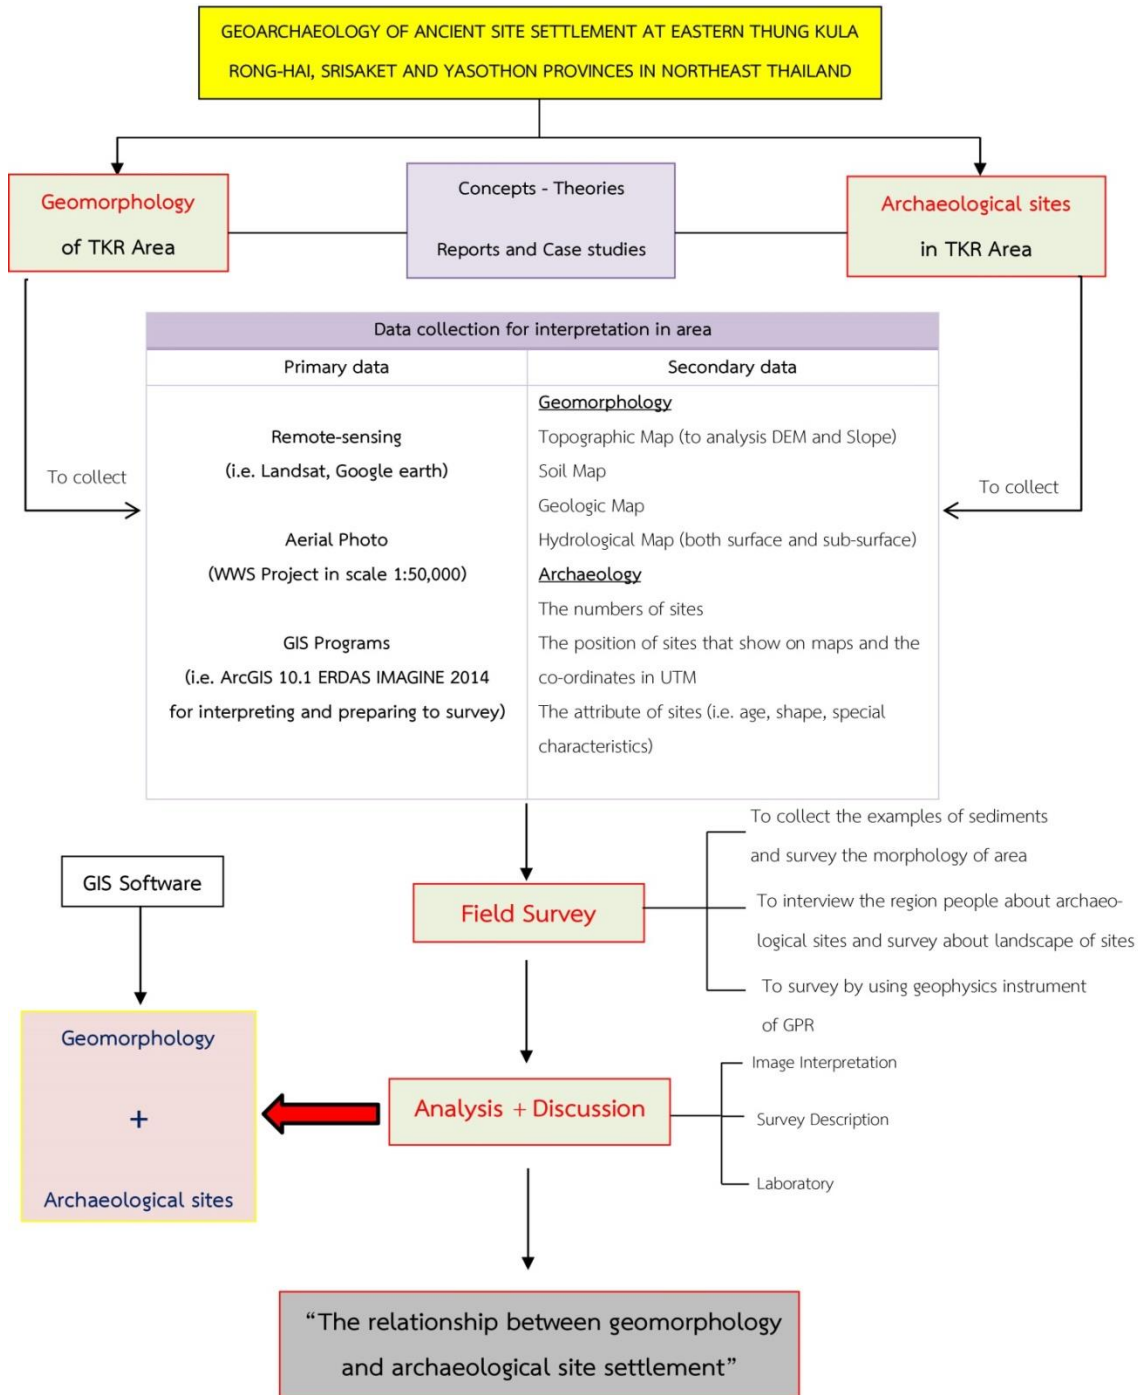 GEOARCHAEOLOGY OF ANCIENT SITE SETTLEMENT AT EASTERN THUNG KULA
RONG-HAI, SRISAKET AND YASOTHON PROVINCES IN NORTHEAST THAILAND
Geomorphology
of TKR Area
Concepts - Theories
Reports and Case studies
Archaeological sites
in TKR Area
To collect
Data collection for interpretation in area
Primary data
Remote-sensing
(i.e. Landsat, Google earth)
Aerial Photo
(WWS Project in scale 1:50,000)
GIS Programs
(i.e. ArcGIS 10.1 ERDAS IMAGINE 2014
for interpreting and preparing to survey)
Secondary data
Geomorphology
Topographic Map (to analysis DEM and Slope)
Soil Map
Geologic Map
Hydrological Map (both surface and sub-surface)
Archaeology
The numbers of sites
The position of sites that show on maps and the
co-ordinates in UTM
The attribute of sites (i.e. age, shape, special
characteristics)
To collect
Field Survey
To collect the examples of sediments
and survey the morphology of area
To interview the region people about archaeo-
logical sites and survey about landscape of sites
To survey by using geophysics instrument
of GPR
GIS Software
Geomorphology
+
Archaeological sites
Analysis + Discussion
Image Interpretation
Survey Description
Laboratory
“The relationship between geomorphology
and archaeological site settlement”